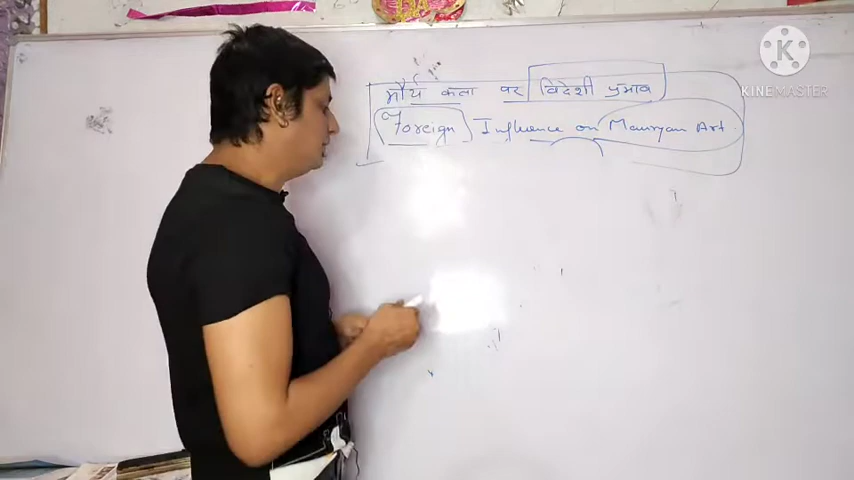 मौर्य कला पर विदेशी प्रभाव
Foreign Influence on Mauryan Art.
KINEMASTER